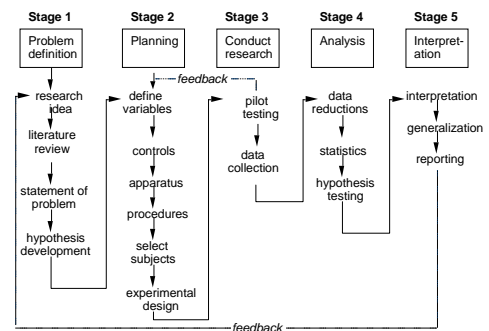 Stage 1 Stage 2 Stage 3 Stage 4 Stage 5
Problem
definition
Planning
Conduct
research
Analysis
Interpret-
ation
feedback
research
idea
literature
review
statement of
problem
hypothesis
development
define
variables
controls
apparatus
procedures
select
subjects
experimental
design
pilot
testing
data
collection
data
reductions
statistics
hypothesis
testing
interpretation
generalization
reporting
feedback